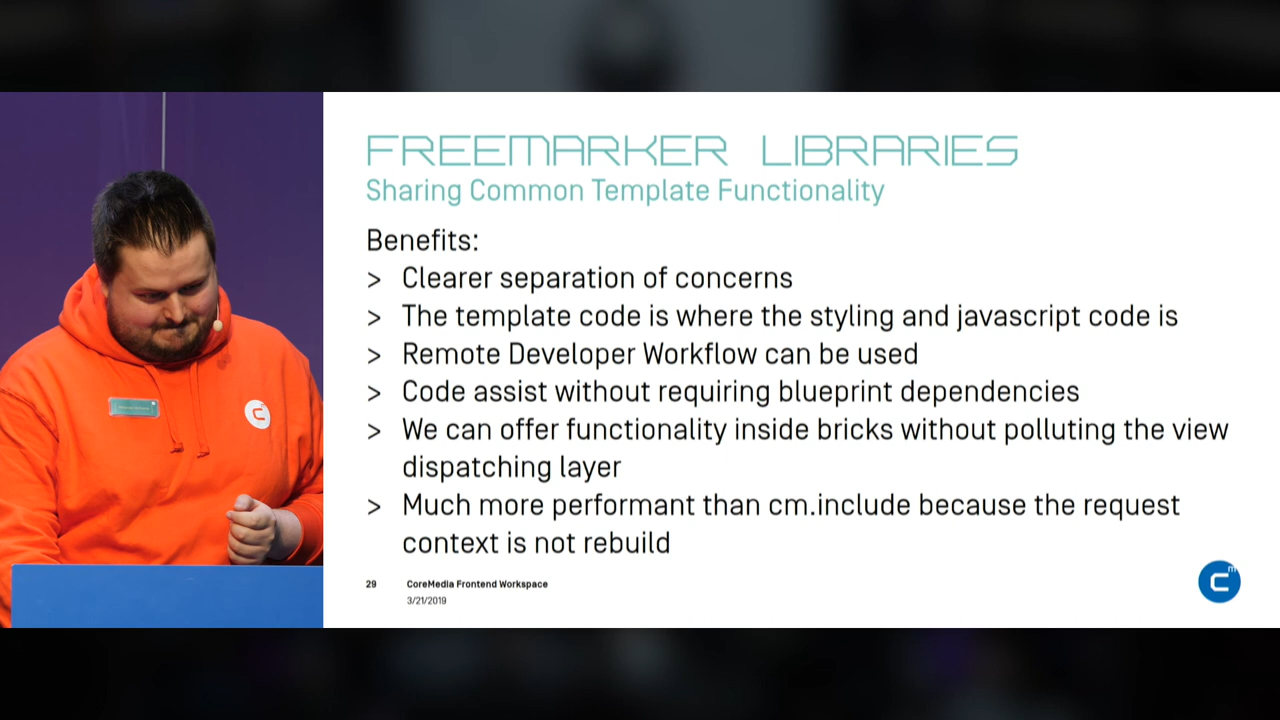 FREEMARKER LIBRARIES
Sharing Common Template Functionality
Benefits:
> Clearer separation of concerns
> The template code is where the styling and javascript code is
> Remote Developer Workflow can be used
> Code assist without requiring blueprint dependencies
> We can offer functionality inside bricks without polluting the view
dispatching layer
> Much more performant than cm.include because the request
context is not rebuild
29 CoreMedia Frontend Workspace
3/21/2019
C m